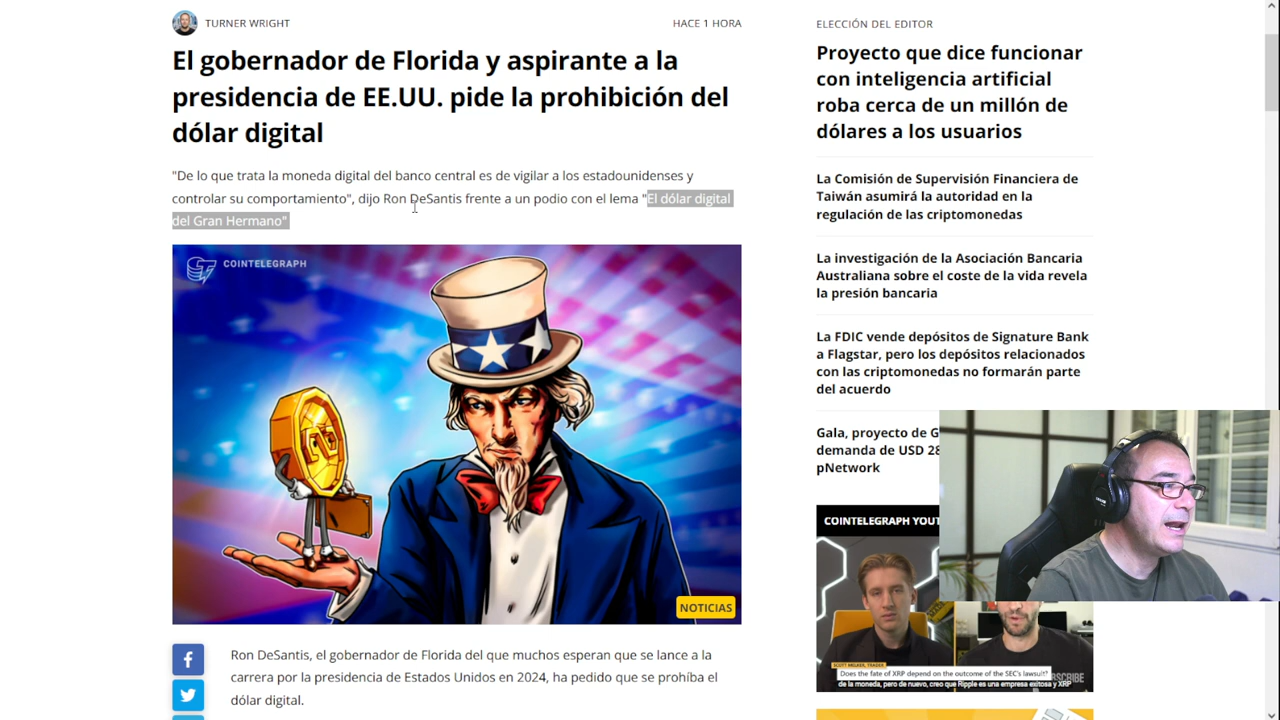 TURNER WRIGHT
HACE 1 HORA
El gobernador de Florida y aspirante a la
presidencia de EE.UU. pide la prohibición del
dólar digital
"De lo que trata la moneda digital del banco central es de vigilar a los estadounidenses y
controlar su comportamiento", dijo Ron DeSantis frente a un podio con el lema "El dólar digital
del Gran Hermano"
COINTELEGRAPH
NOTICIAS
Ron DeSantis, el gobernador de Florida del que muchos esperan que se lance a la
carrera por la presidencia de Estados Unidos en 2024, ha pedido que se prohíba el
dólar digital.
ELECCIÓN DEL EDITOR
Proyecto que dice funcionar
con inteligencia artificial
roba cerca de un millón de
dólares a los usuarios
La Comisión de Supervisión Financiera de
Taiwán asumirá la autoridad en la
regulación de las criptomonedas
La investigación de la Asociación Bancaria
Australiana sobre el coste de la vida revela
la presión bancaria
La FDIC vende depósitos de Signature Bank
a Flagstar, pero los depósitos relacionados
con las criptomonedas no formarán parte
del acuerdo
Gala, proyecto de G
demanda de USD 28
pNetwork
COINTELEGRAPH YOUT
SCOTT MELKER, TRADER
Does the fate of XRP depend on the outcome of the SEC's lawsuit?
de la moneda, pero de nuevo, creo que Ripple es una empresa exitosa y XRP